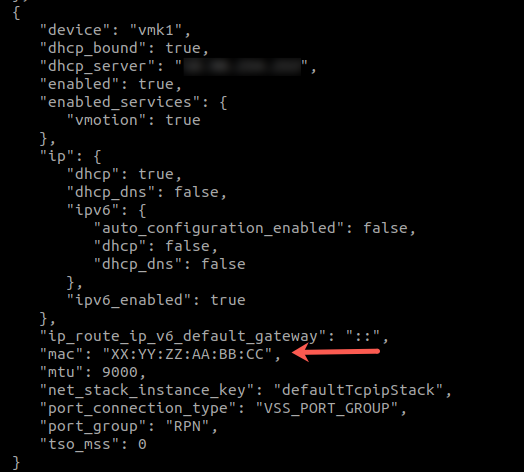 {
"device": "vmk1",
"dhcp_bound": true,
"dhcp_server": "",
"enabled": true,
"enabled_services": {
"vmotion": true
},
"ip": {
"dhcp": true,
"dhcp_dns": false,
"ipv6": {
"auto_configuration_enabled": false,
"dhcp": false,
"dhcp_dns": false
},
"ipv6_enabled": true
},
"ip_route_ip_v6_default_gateway": "::",
"mac": "XX:YY:ZZ:AA:BB:CC",
"mtu": 9000,
"net_stack_instance_key": "defaultTcpipStack",
"port_connection_type": "VSS_PORT_GROUP",
"port_group": "RPN",
"tso_mss": 0
}